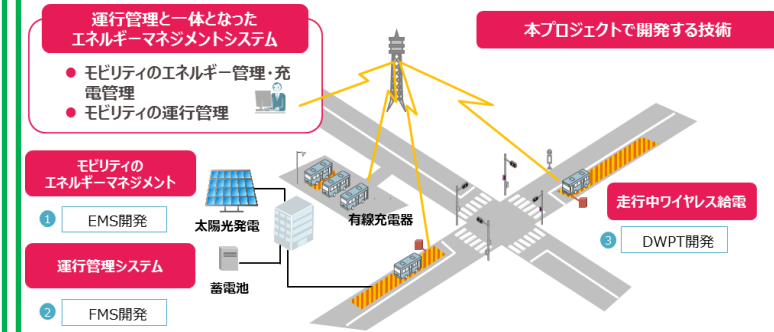 運行管理と一体となった
エネルギーマネジメントシステム
● モビリティのエネルギー管理・充
電管理
● モビリティの運行管理
本プロジェクトで開発する技術
モビリティの
エネルギーマネジメント
1 EMS開発
運行管理システム
2 FMS開発
太陽光発電
蓄電池
有線充電器
走行中ワイヤレス給電
3 DWPT開発